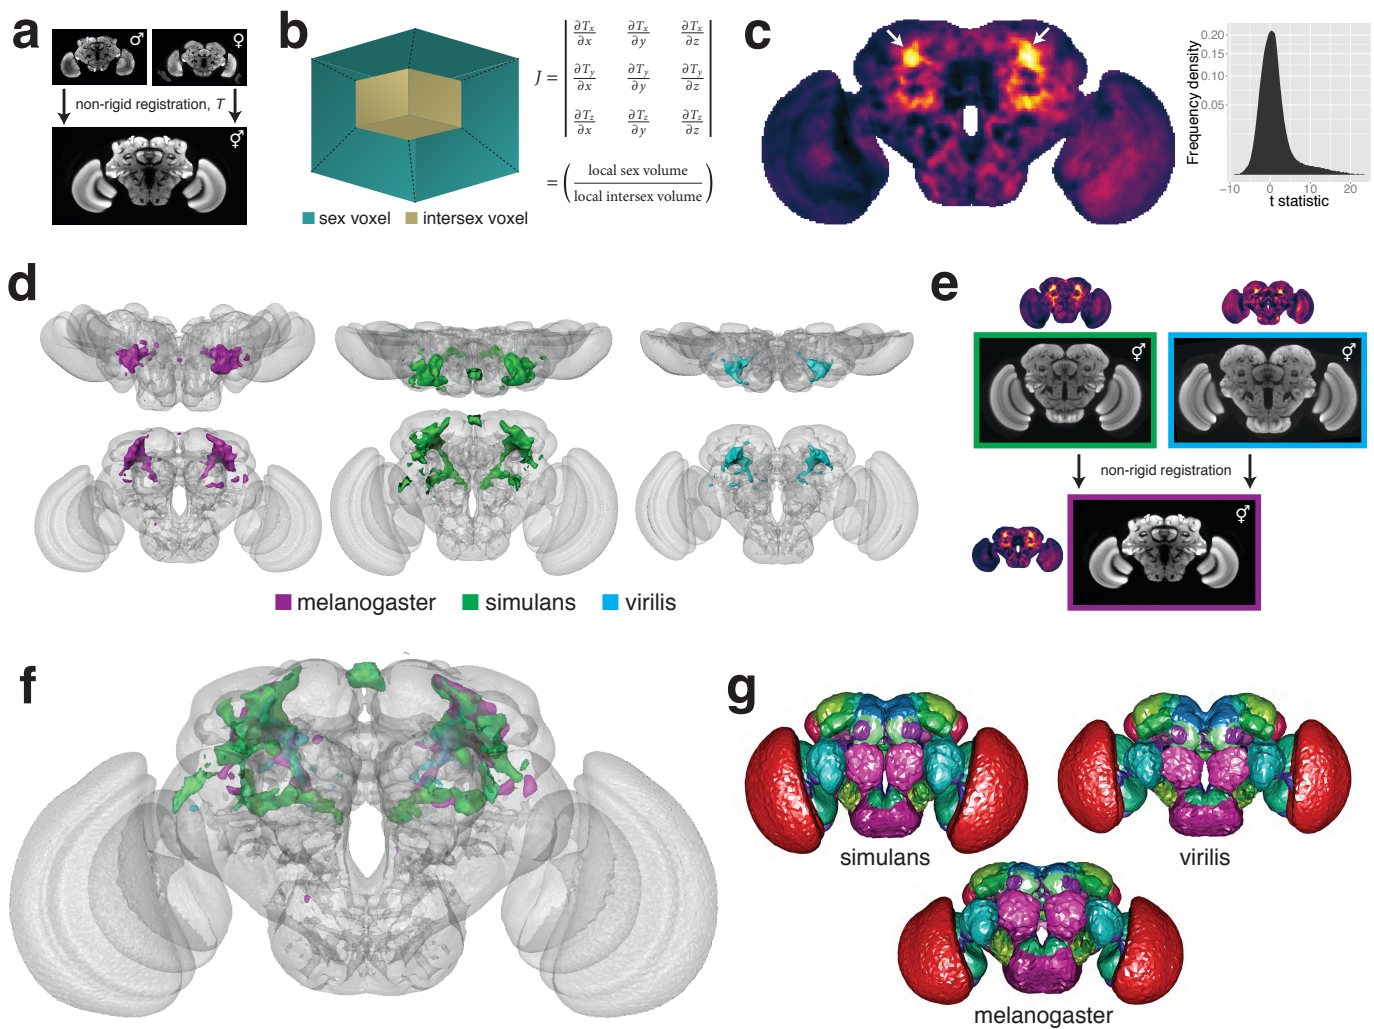 a
♂
♀
non-rigid registration, T
⚥
b
J = | ∂Tx/∂x ∂Tx/∂y ∂Tx/∂z |
| ∂Ty/∂x ∂Ty/∂y ∂Ty/∂z |
| ∂Tz/∂x ∂Tz/∂y ∂Tz/∂z |
= ( local sex volume / local intersex volume )
sex voxel
intersex voxel
c
Frequency density
0.20
0.15
0.10
0.05
−10 0 10 20
t statistic
d
melanogaster
simulans
virilis
e
⚥
⚥
non-rigid registration
⚥
f
g
simulans
virilis
melanogaster